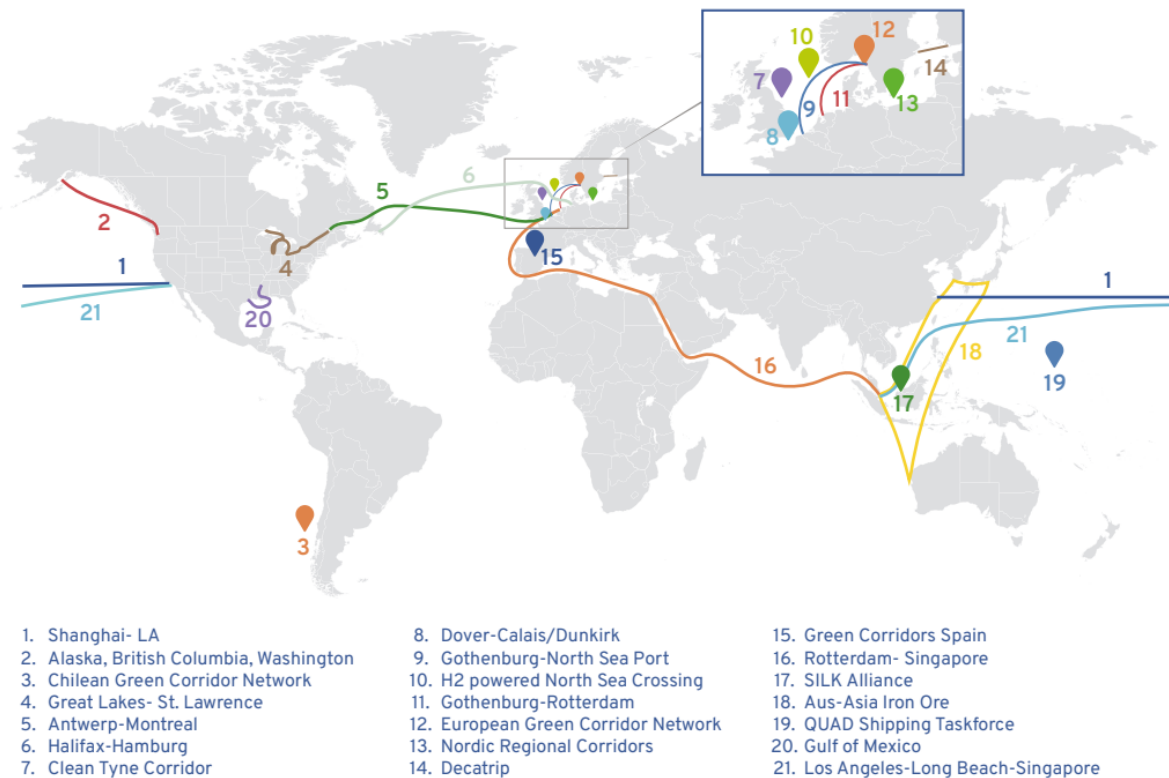 12
10
14
7
9
11
13
8
6
5
2
1
4
15
1
21
20
21
18
16
19
17
3
1. Shanghai- LA
2. Alaska, British Columbia, Washington
3. Chilean Green Corridor Network
4. Great Lakes- St. Lawrence
5. Antwerp-Montreal
6. Halifax-Hamburg
7. Clean Tyne Corridor
8. Dover-Calais/Dunkirk
9. Gothenburg-North Sea Port
10. H2 powered North Sea Crossing
11. Gothenburg-Rotterdam
12. European Green Corridor Network
13. Nordic Regional Corridors
14. Decatrip
15. Green Corridors Spain
16. Rotterdam- Singapore
17. SILK Alliance
18. Aus-Asia Iron Ore
19. QUAD Shipping Taskforce
20. Gulf of Mexico
21. Los Angeles-Long Beach-Singapore